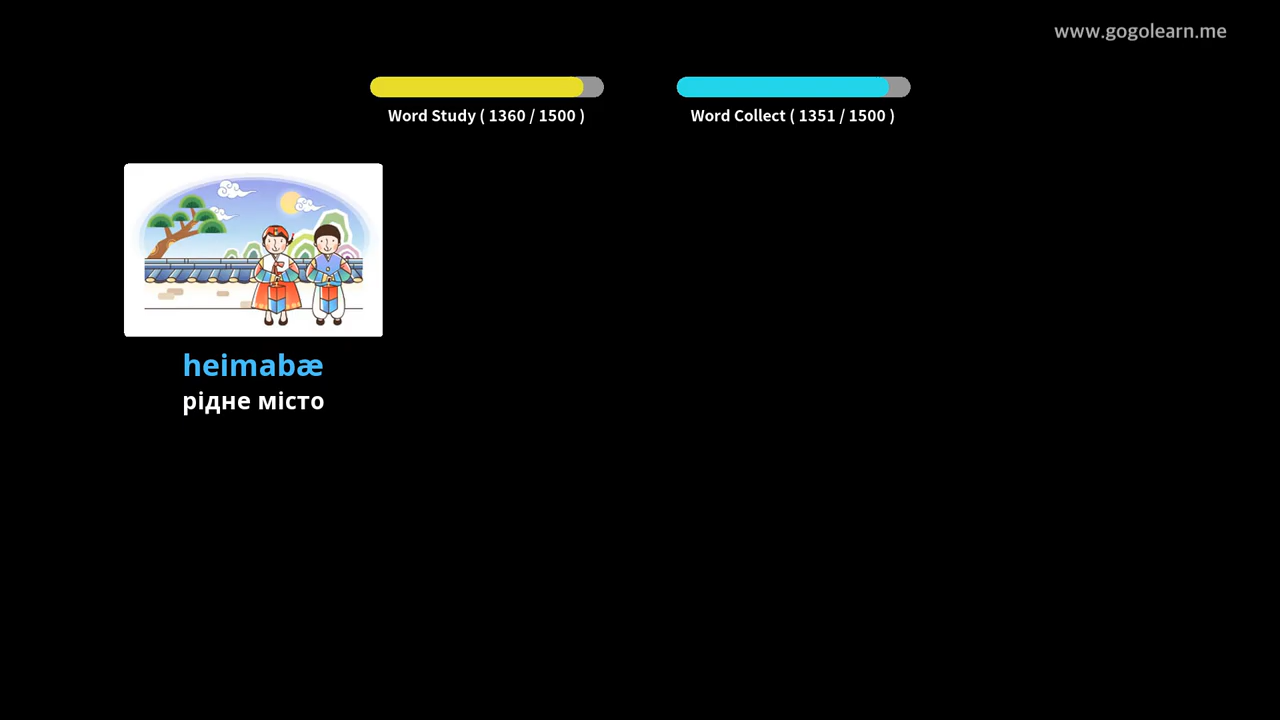 www.gogolearn.me
Word Study ( 1360 / 1500 )
Word Collect ( 1351 / 1500 )
heimabæ
рідне місто